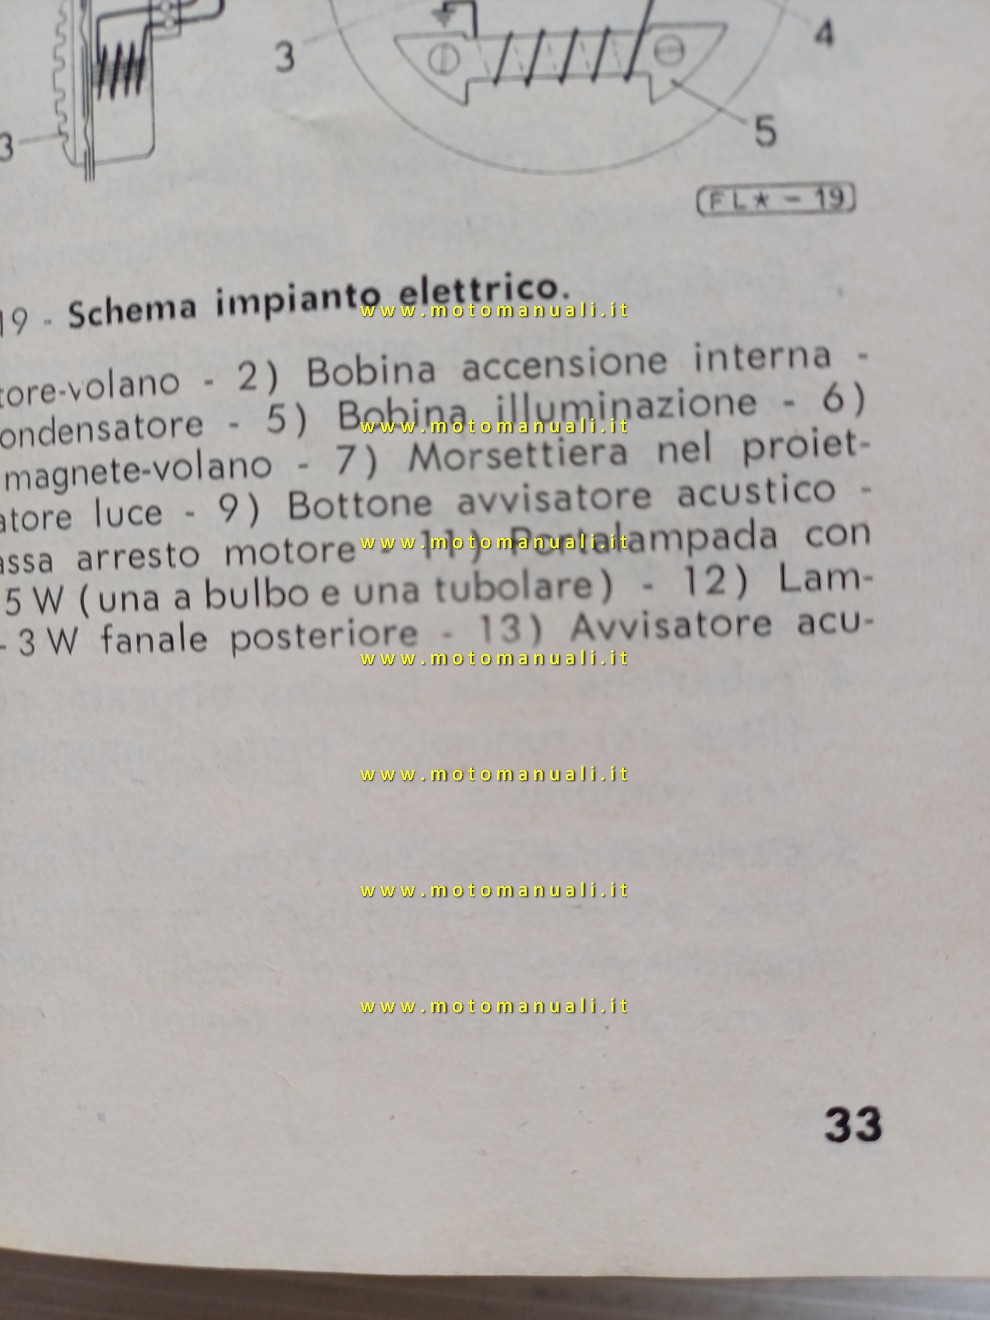 3
3
4
5
FL* - 19
19 - Schema impianto elettrico.
tore-volano - 2) Bobina accensione interna -
ondensatore - 5) Bobina illuminazione - 6)
magnete-volano - 7) Morsettiera nel proiet-
atore luce - 9) Bottone avvisatore acustico -
assa arresto motore - 11) Portalampada con
5 W (una a bulbo e una tubolare) - 12) Lam-
- 3 W fanale posteriore - 13) Avvisatore acu-
www.motomanuali.it
www.motomanuali.it
www.motomanuali.it
www.motomanuali.it
www.motomanuali.it
www.motomanuali.it
www.motomanuali.it
33